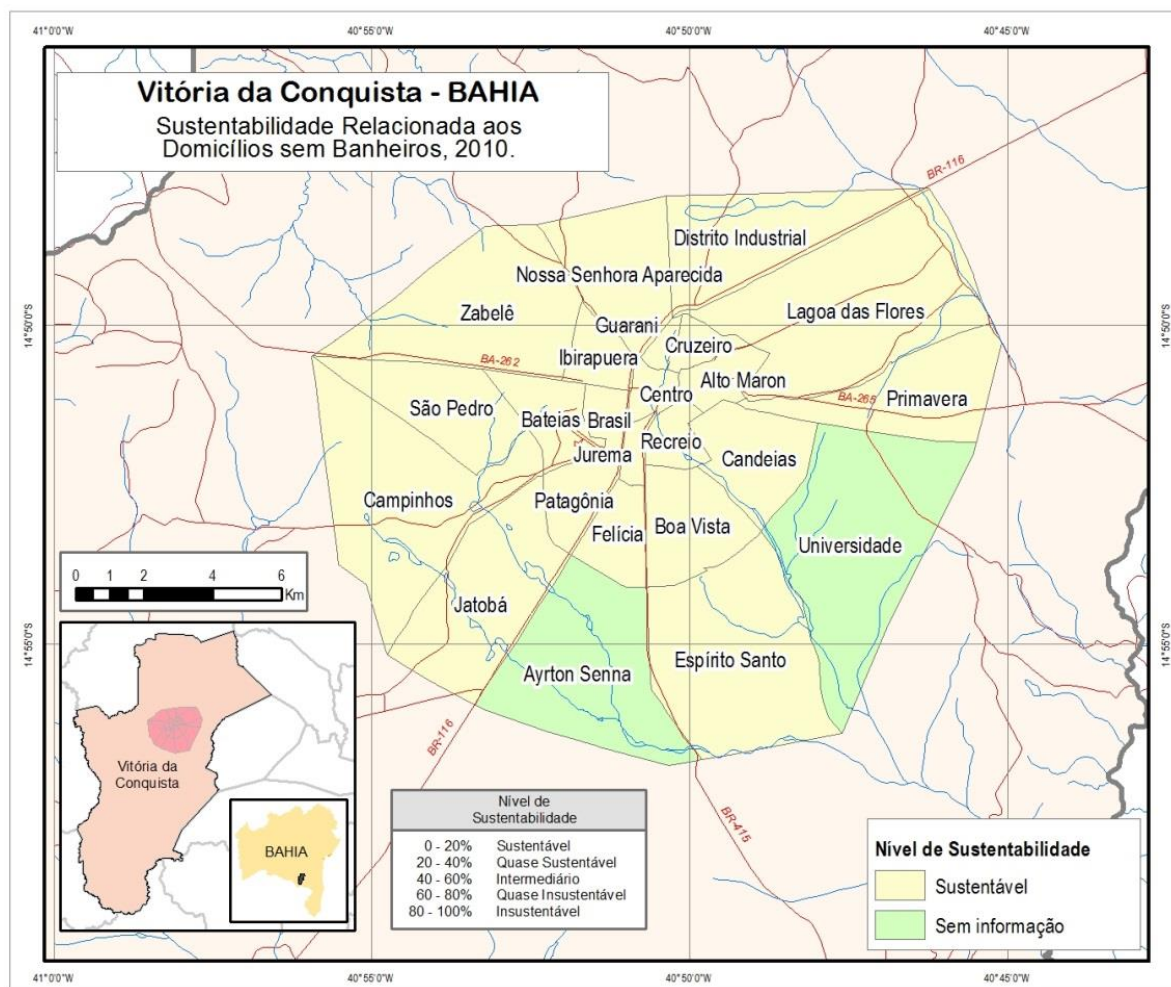 41°0'0"W
40°55'0"W
40°50'0"W
40°45'0"W
Vitória da Conquista - BAHIA
Sustentabilidade Relacionada aos
Domicílios sem Banheiros, 2010.
BR-116
Distrito Industrial
Nossa Senhora Aparecida
Zabelê
Lagoa das Flores
14°50'0"S
14°50'0"S
Guarani
Cruzeiro
Ibirapuera
BA-262
Alto Maron
Centro
Primavera
BA-265
São Pedro
Bateias
Brasil
Recreio
Jurema
Candeias
Campinhos
Patagônia
Boa Vista
Felícia
Universidade
0 1 2 4 6
Km
Jatobá
14°55'0"S
14°55'0"S
Espírito Santo
Ayrton Senna
BR-116
BR-415
Vitória da
Conquista
BAHIA
Nível de
Sustentabilidade
0 - 20% Sustentável
20 - 40% Quase Sustentável
40 - 60% Intermediário
60 - 80% Quase Insustentável
80 - 100% Insustentável
Nível de Sustentabilidade
Sustentável
Sem informação
41°0'0"W
40°55'0"W
40°50'0"W
40°45'0"W